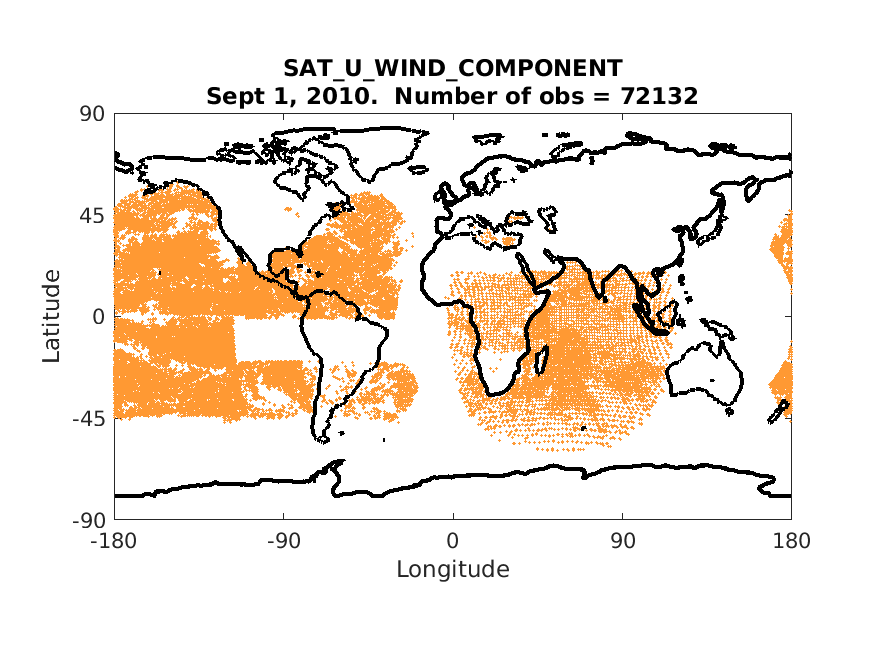 SAT_U_WIND_COMPONENT
Sept 1, 2010.  Number of obs = 72132
90
45
0
-45
-90
Latitude
-180
-90
0
90
180
Longitude